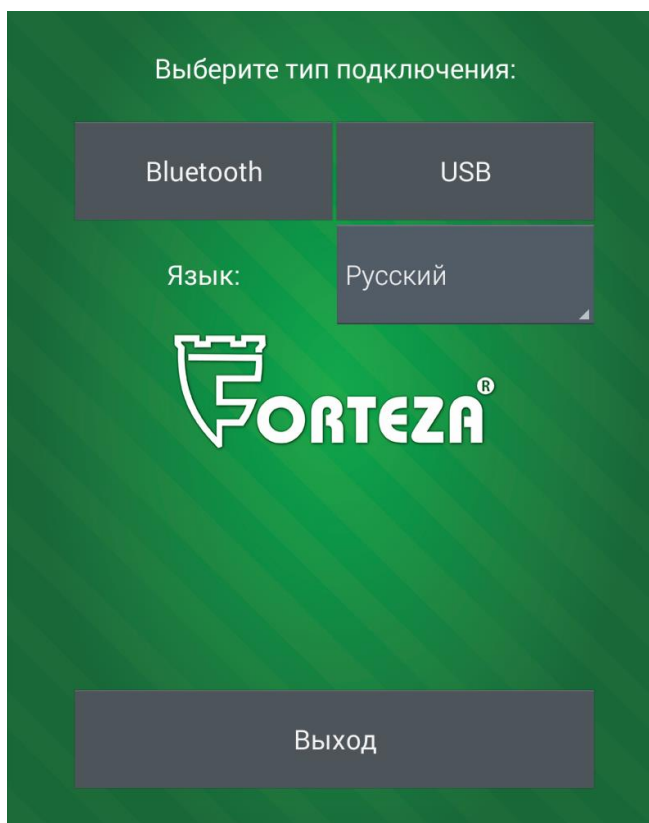 Выберите тип подключения:
Bluetooth USB
Язык: Русский
FORTEZA®
Выход